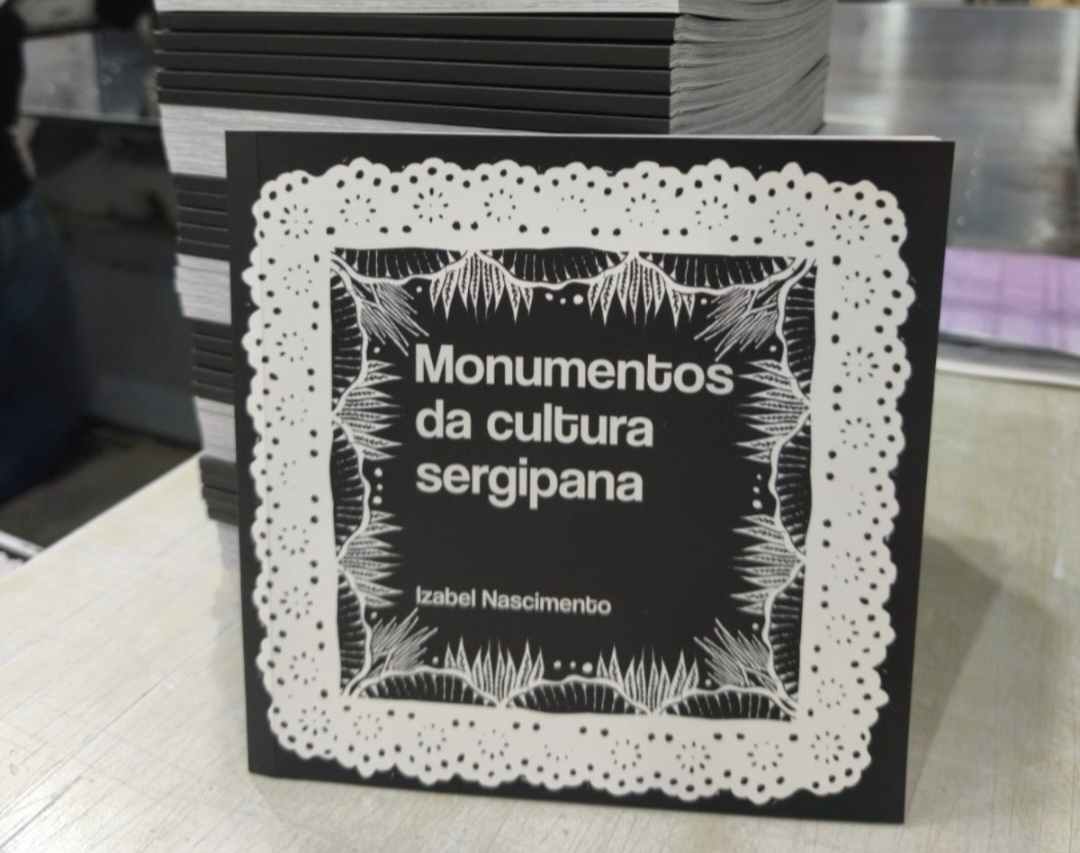 Monumentos
da cultura
sergipana
Izabel Nascimento